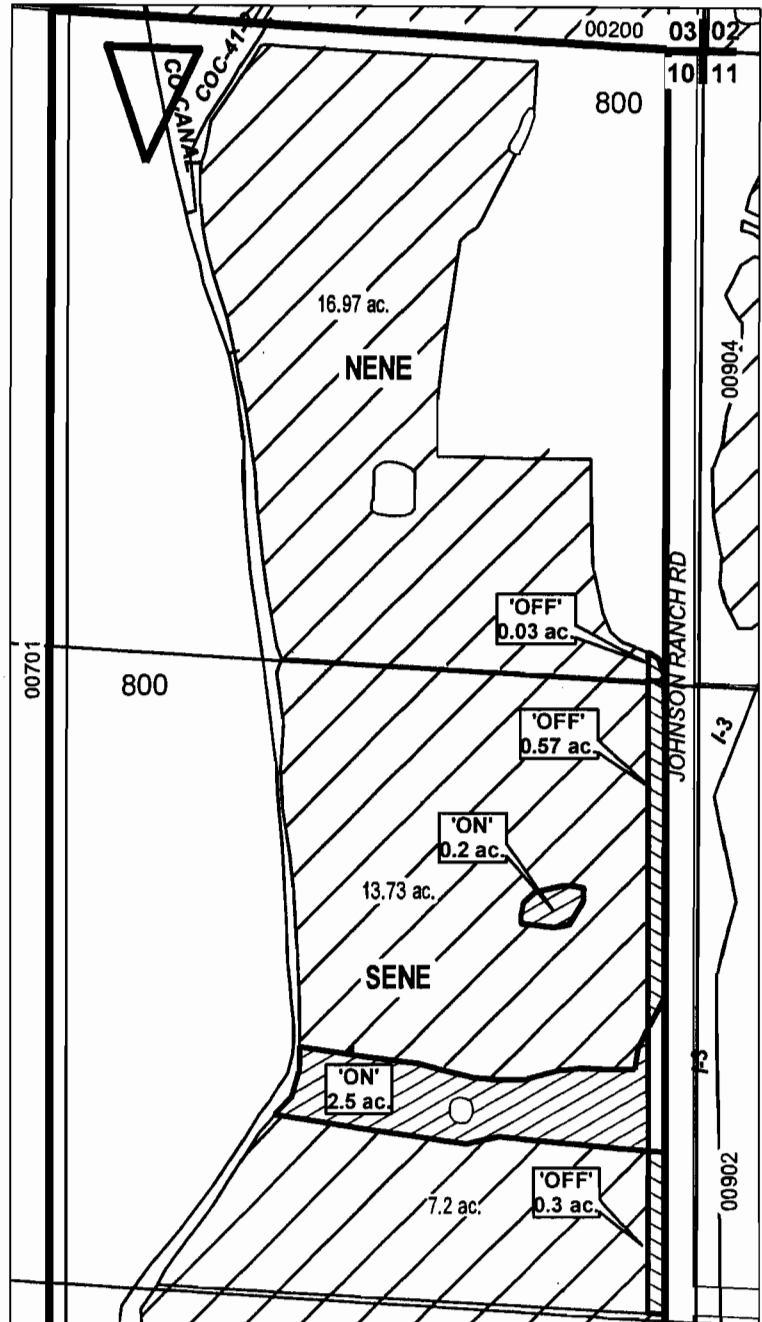 00200
03 02
10 11
800
COC-41-2
CO CANAL
16.97 ac.
NENE
00904
'OFF'
0.03 ac.
JOHNSON RANCH RD
00701
800
'OFF'
0.57 ac.
I-3
'ON'
0.2 ac.
13.73 ac.
SENE
I-3
'ON'
2.5 ac.
'OFF'
0.3 ac.
7.2 ac.
00902